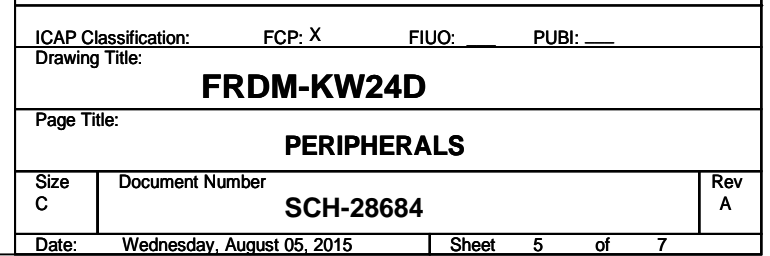 ICAP Classification: FCP: X FIUO: ___ PUBI: ___
Drawing Title:
FRDM-KW24D
Page Title:
PERIPHERALS
Size Document Number Rev
C SCH-28684 A
Date: Wednesday, August 05, 2015 Sheet 5 of 7